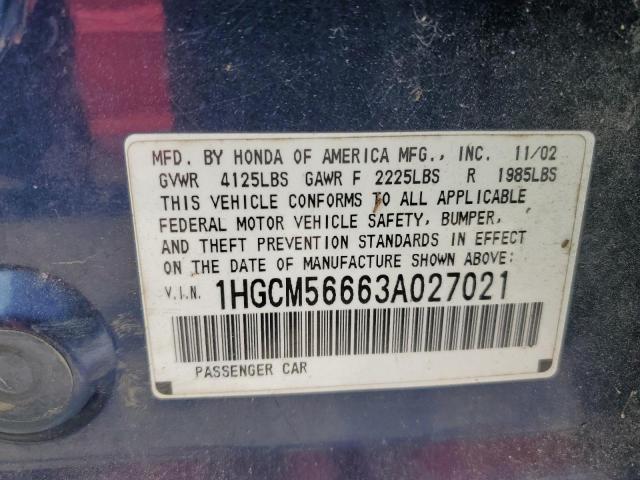 MFD. BY HONDA OF AMERICA MFG., INC. 11/02
GVWR 4125LBS GAWR F 2225LBS R 1985LBS
THIS VEHICLE CONFORMS TO ALL APPLICABLE
FEDERAL MOTOR VEHICLE SAFETY, BUMPER,
AND THEFT PREVENTION STANDARDS IN EFFECT
ON THE DATE OF MANUFACTURE SHOWN ABOVE:
V.I.N. 1HGCM56663A027021
PASSENGER CAR